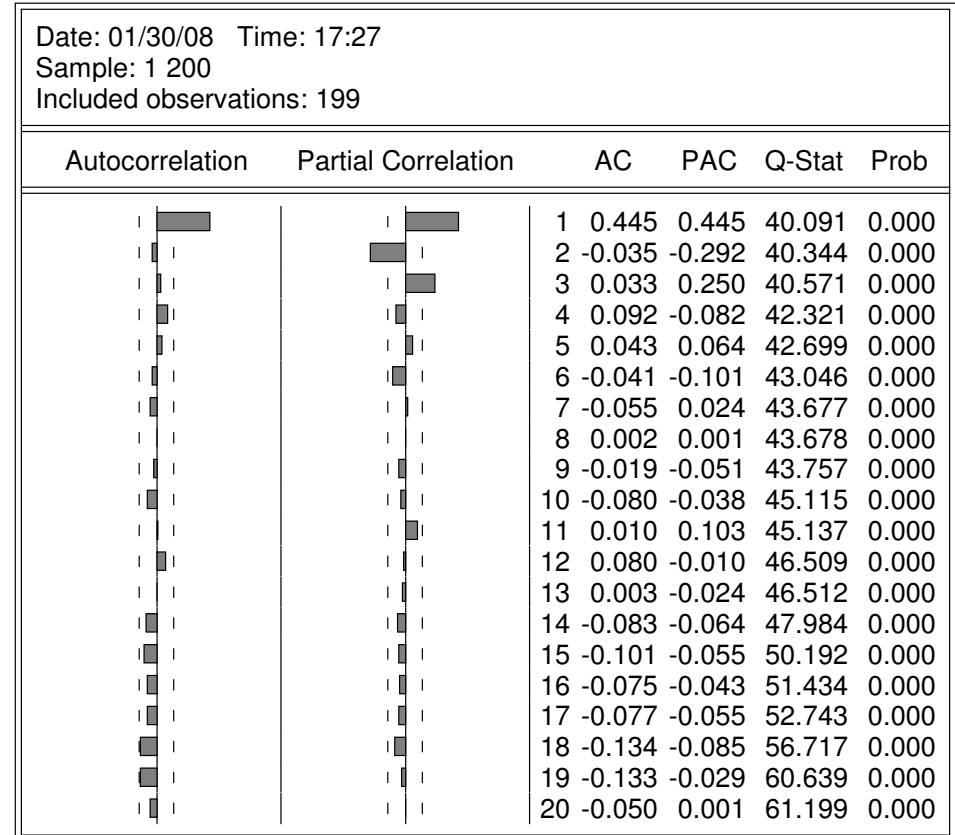 Date: 01/30/08 Time: 17:27
Sample: 1 200
Included observations: 199
Autocorrelation Partial Correlation AC PAC Q-Stat Prob
1 0.445 0.445 40.091 0.000
2 -0.035 -0.292 40.344 0.000
3 0.033 0.250 40.571 0.000
4 0.092 -0.082 42.321 0.000
5 0.043 0.064 42.699 0.000
6 -0.041 -0.101 43.046 0.000
7 -0.055 0.024 43.677 0.000
8 0.002 0.001 43.678 0.000
9 -0.019 -0.051 43.757 0.000
10 -0.080 -0.038 45.115 0.000
11 0.010 0.103 45.137 0.000
12 0.080 -0.010 46.509 0.000
13 0.003 -0.024 46.512 0.000
14 -0.083 -0.064 47.984 0.000
15 -0.101 -0.055 50.192 0.000
16 -0.075 -0.043 51.434 0.000
17 -0.077 -0.055 52.743 0.000
18 -0.134 -0.085 56.717 0.000
19 -0.133 -0.029 60.639 0.000
20 -0.050 0.001 61.199 0.000